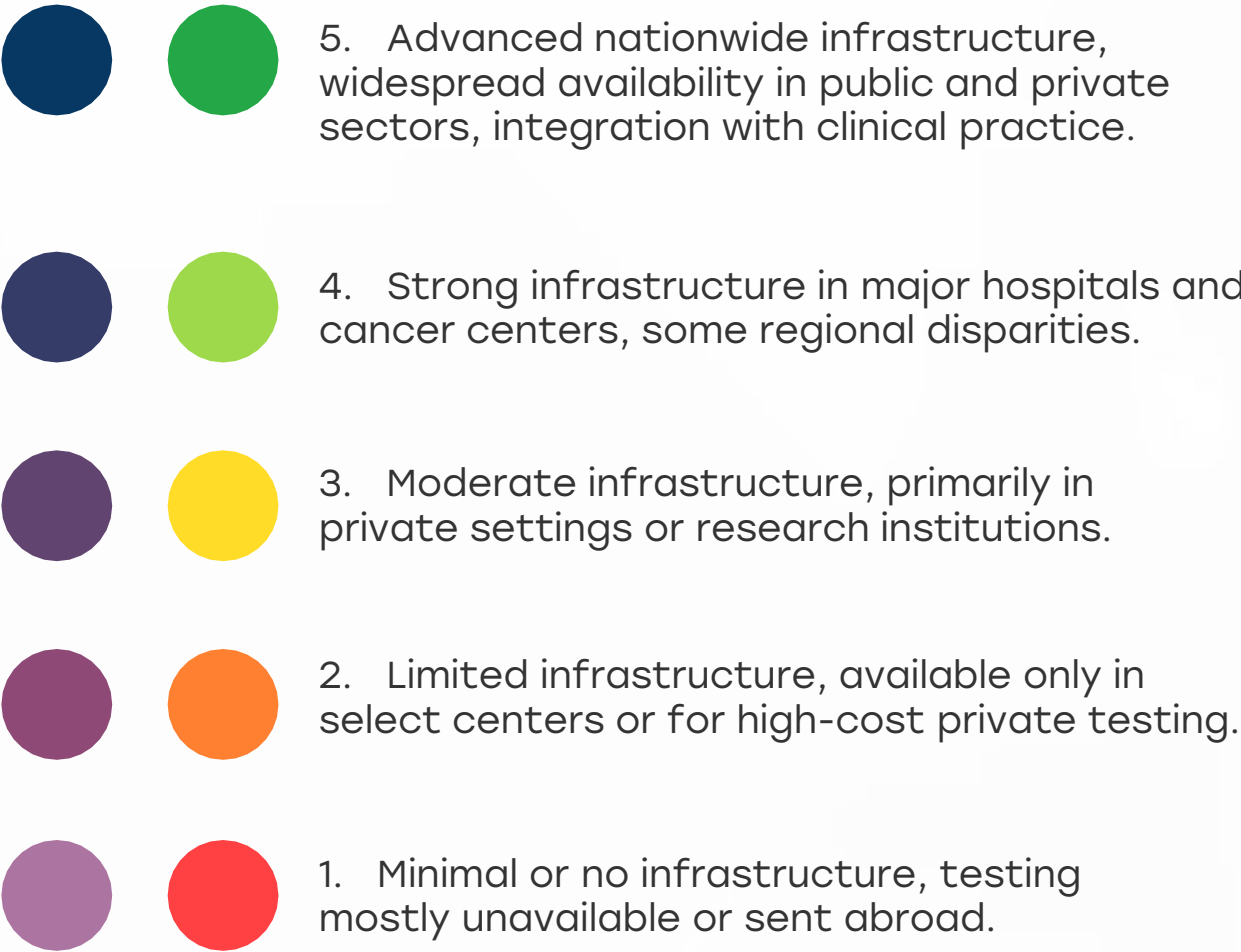 5. Advanced nationwide infrastructure,
widespread availability in public and private
sectors, integration with clinical practice.
4. Strong infrastructure in major hospitals and
cancer centers, some regional disparities.
3. Moderate infrastructure, primarily in
private settings or research institutions.
2. Limited infrastructure, available only in
select centers or for high-cost private testing.
1. Minimal or no infrastructure, testing
mostly unavailable or sent abroad.